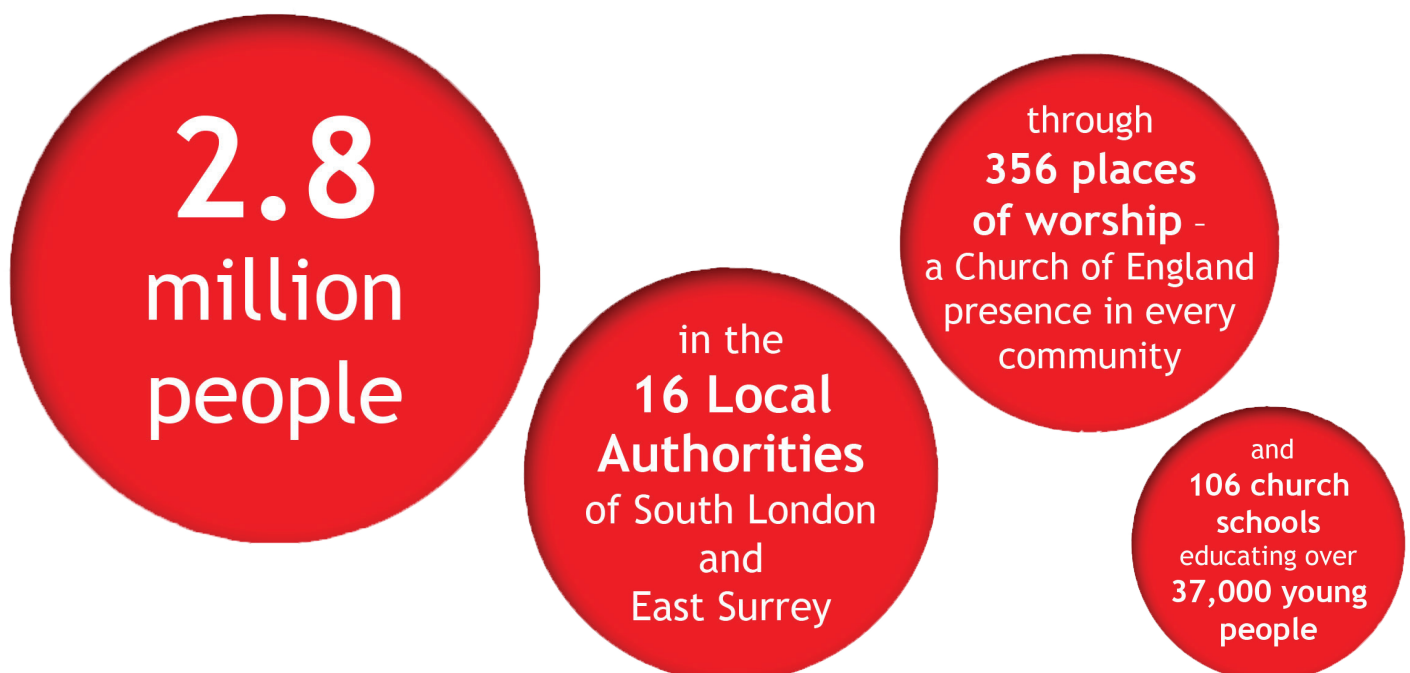 2.8
million
people
in the
16 Local
Authorities
of South London
and
East Surrey
through
356 places
of worship –
a Church of England
presence in every
community
and
106 church
schools
educating over
37,000 young
people